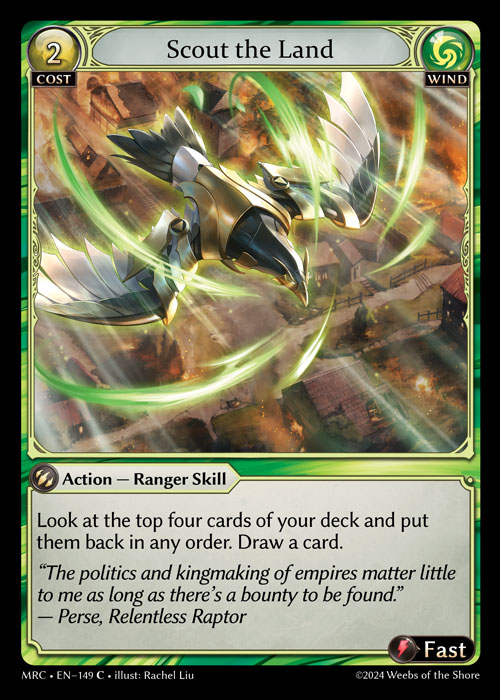 2
COST
Scout the Land
WIND
Action — Ranger Skill
Look at the top four cards of your deck and put
them back in any order. Draw a card.
“The politics and kingmaking of empires matter little
to me as long as there’s a bounty to be found.”
— Perse, Relentless Raptor
Fast
MRC • EN–149 C • illust: Rachel Liu
©2024 Weebs of the Shore